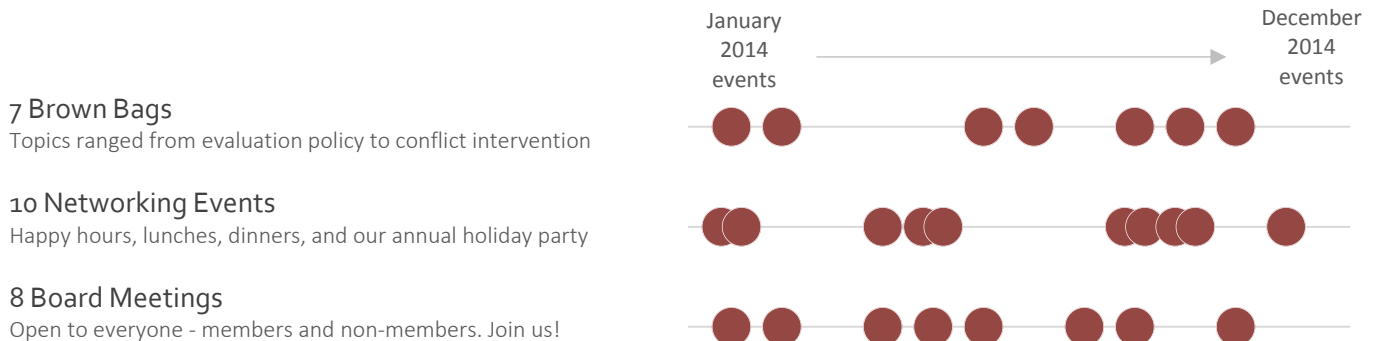 January
2014
events
December
2014
events
7 Brown Bags
Topics ranged from evaluation policy to conflict intervention
10 Networking Events
Happy hours, lunches, dinners, and our annual holiday party
8 Board Meetings
Open to everyone - members and non-members. Join us!